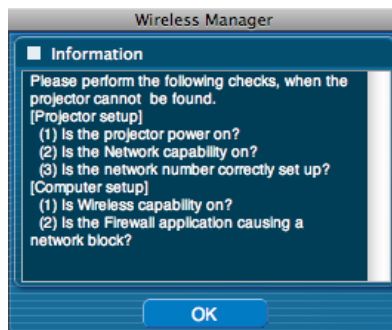 Wireless Manager
Information
Please perform the following checks, when the
projector cannot be found.
[Projector setup]
(1) Is the projector power on?
(2) Is the Network capability on?
(3) Is the network number correctly set up?
[Computer setup]
(1) Is Wireless capability on?
(2) Is the Firewall application causing a
network block?
OK